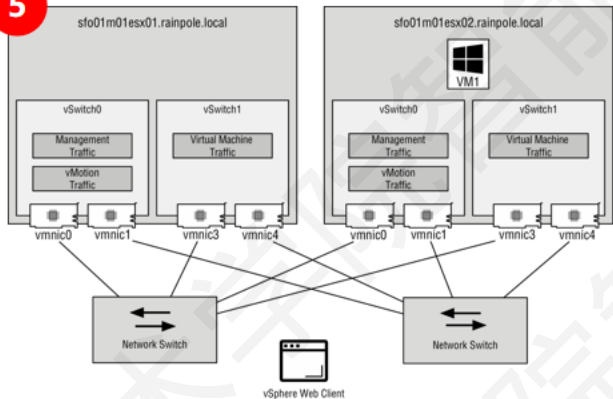 5
sfo01m01esx01.rainpole.local
sfo01m01esx02.rainpole.local
VM1
vSwitch0
vSwitch1
vSwitch0
vSwitch1
Management
Traffic
Virtual Machine
Traffic
Management
Traffic
Virtual Machine
Traffic
vMotion
Traffic
vMotion
Traffic
vmnic0
vmnic1
vmnic3
vmnic4
vmnic0
vmnic1
vmnic3
vmnic4
Network Switch
Network Switch
vSphere Web Client